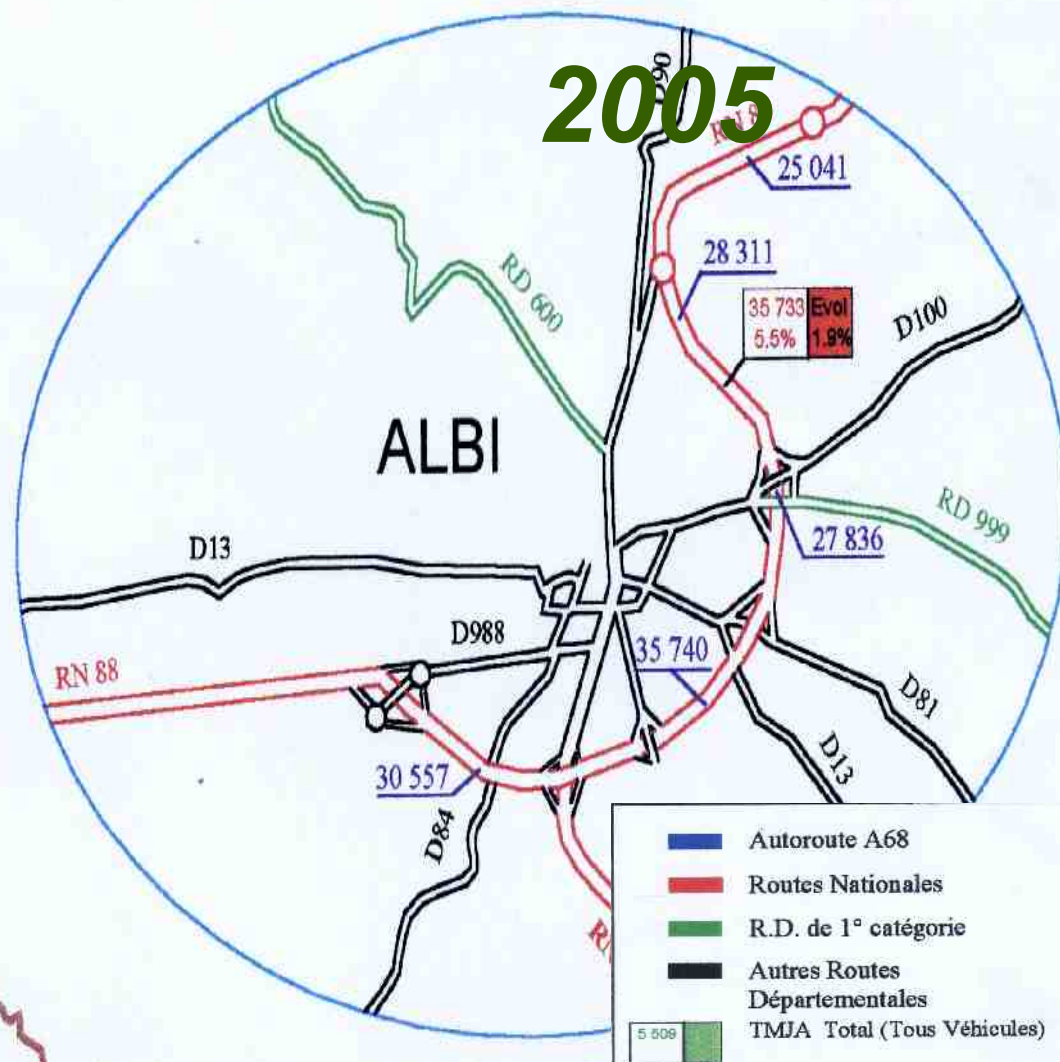 2005
D90
RN 8
25 041
28 311
RD 600
35 733 Evol
5.5% 1.9%
D100
ALBI
RD 999
27 836
D13
D988
35 740
RN 88
D81
D13
30 557
D84
Autoroute A68
Routes Nationales
R.D. de 1° catégorie
Autres Routes
Départementales
5 509 TMJA Total (Tous Véhicules)